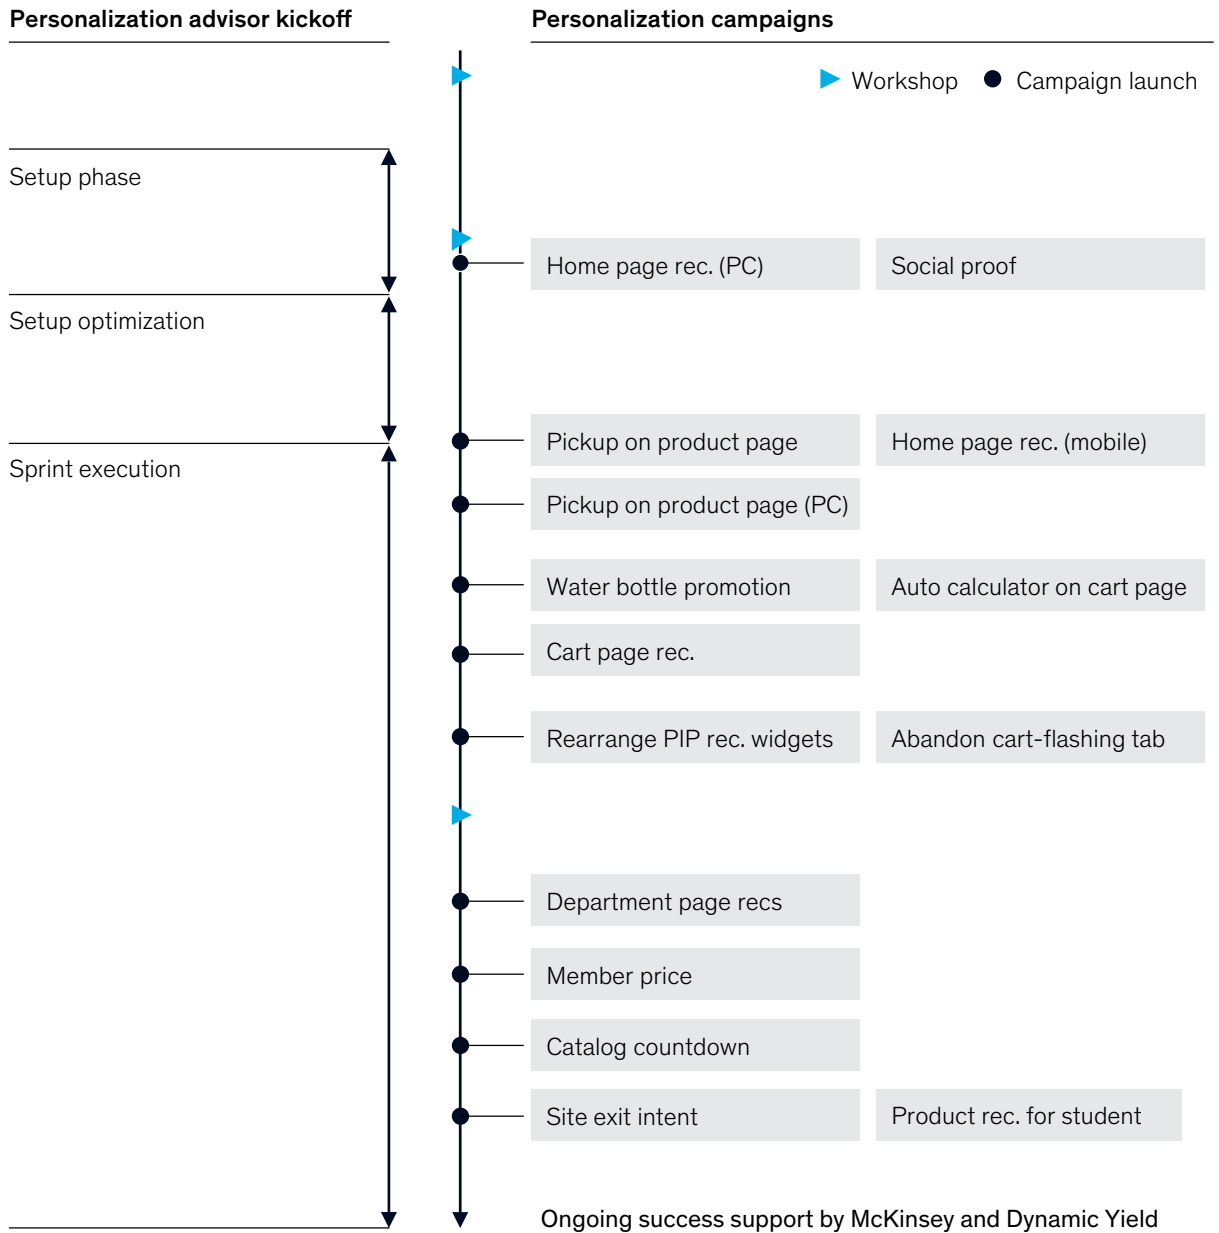 Personalization advisor kickoff
Personalization campaigns
Workshop
Campaign launch
Setup phase
Home page rec. (PC)
Social proof
Setup optimization
Pickup on product page
Home page rec. (mobile)
Sprint execution
Pickup on product page (PC)
Water bottle promotion
Auto calculator on cart page
Cart page rec.
Rearrange PIP rec. widgets
Abandon cart-flashing tab
Department page recs
Member price
Catalog countdown
Site exit intent
Product rec. for student
Ongoing success support by McKinsey and Dynamic Yield